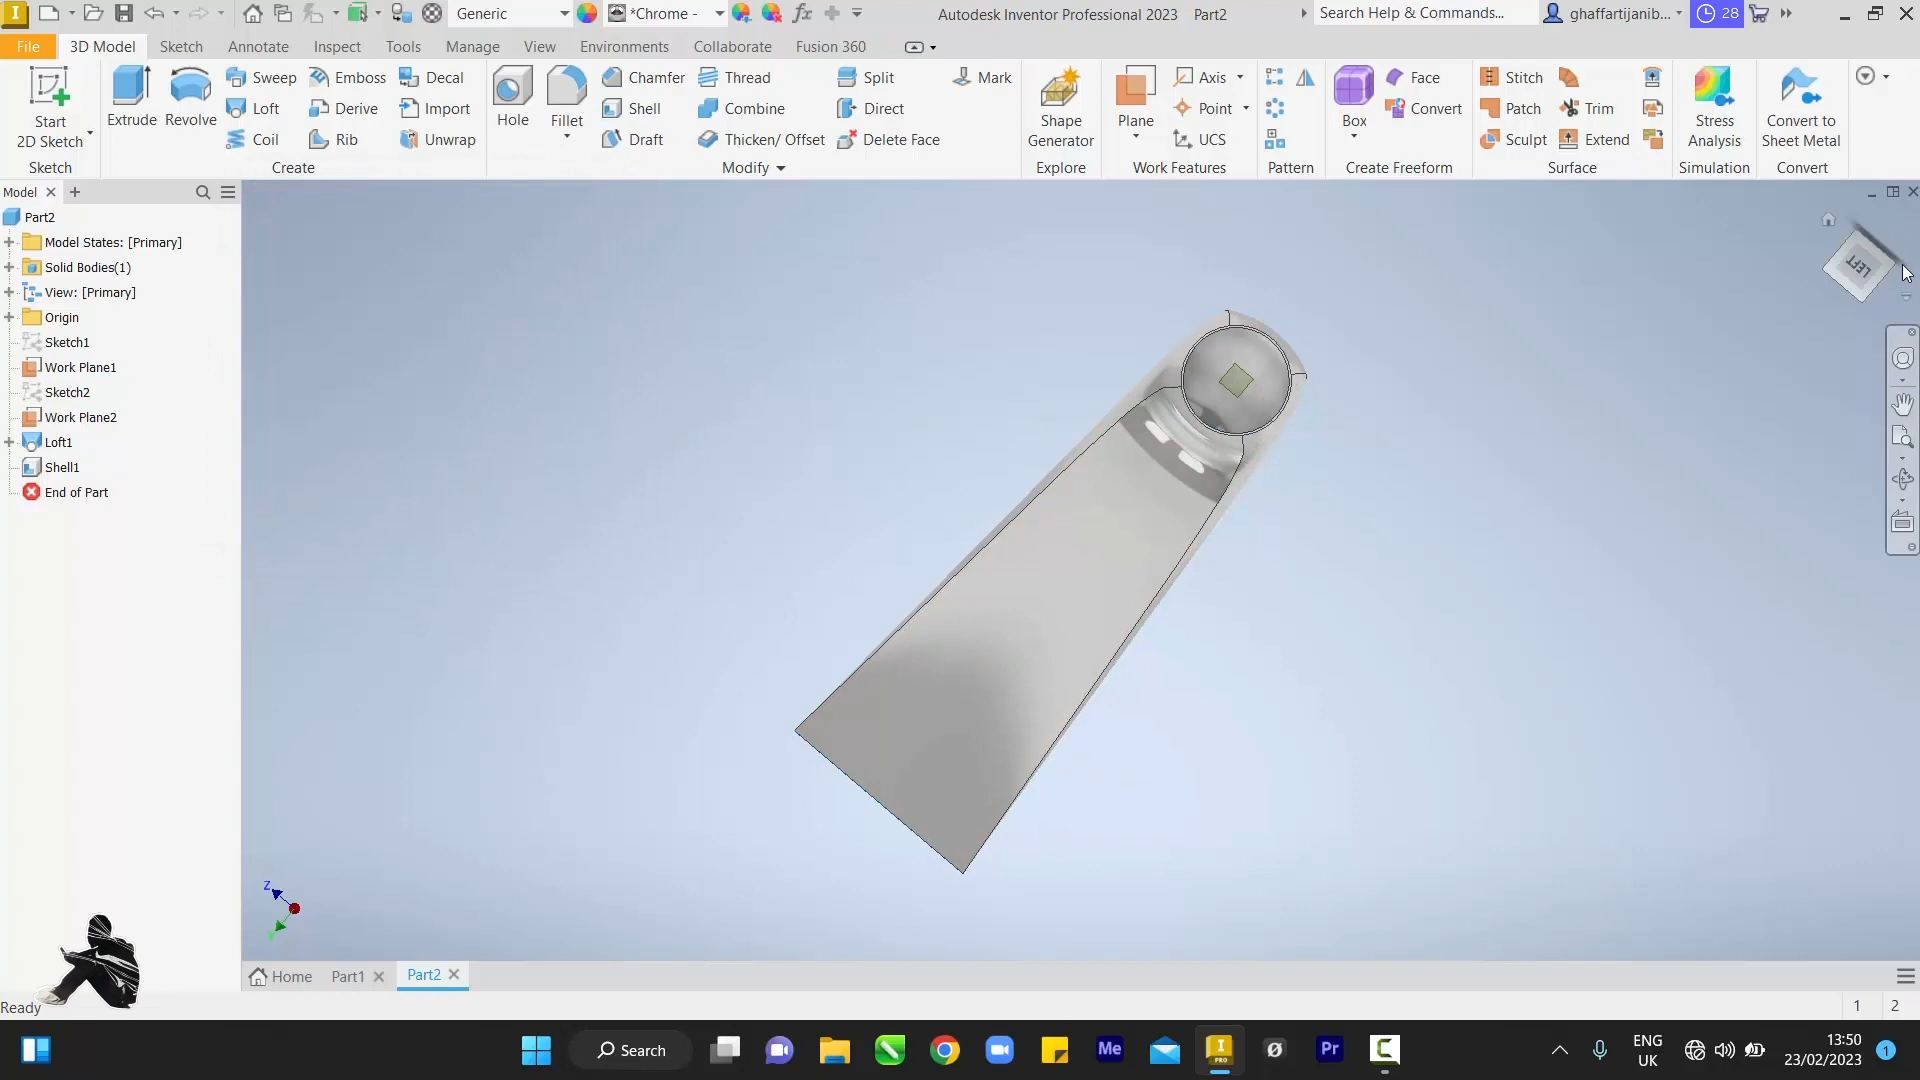 Generic
*Chrome -
Autodesk Inventor Professional 2023 Part2
Search Help & Commands...
ghaffartijanib...
28
File
3D Model
Sketch
Annotate
Inspect
Tools
Manage
View
Environments
Collaborate
Fusion 360
Start
2D Sketch
Sketch
Extrude
Revolve
Sweep
Loft
Coil
Emboss
Derive
Rib
Decal
Import
Unwrap
Create
Hole
Fillet
Chamfer
Shell
Draft
Thread
Combine
Thicken/ Offset
Split
Direct
Delete Face
Mark
Modify
Shape
Generator
Explore
Plane
Axis
Point
UCS
Work Features
Pattern
Box
Face
Convert
Create Freeform
Stitch
Patch
Sculpt
Trim
Extend
Surface
Stress
Analysis
Simulation
Convert to
Sheet Metal
Convert
Model
Part2
Model States: [Primary]
Solid Bodies(1)
View: [Primary]
Origin
Sketch1
Work Plane1
Sketch2
Work Plane2
Loft1
Shell1
End of Part
LEFT
Z
Home
Part1
Part2
Ready
1
2
Search
Me
PRO
Pr
ENG
UK
13:50
23/02/2023
1